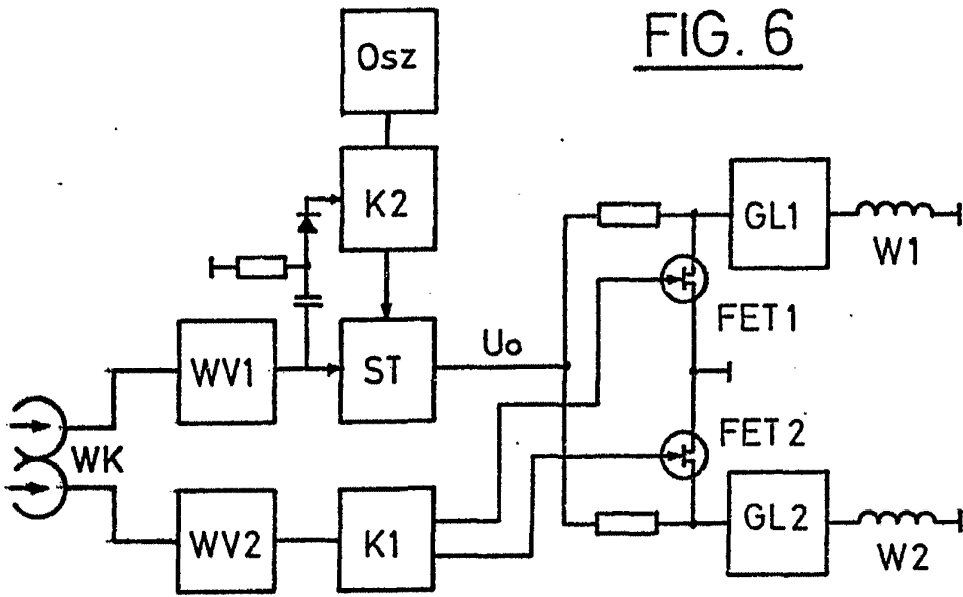 FIG. 6
Osz
K2
GL1
W1
FET1
WV1
ST
Uo
WK
FET2
WV2
K1
GL2
W2